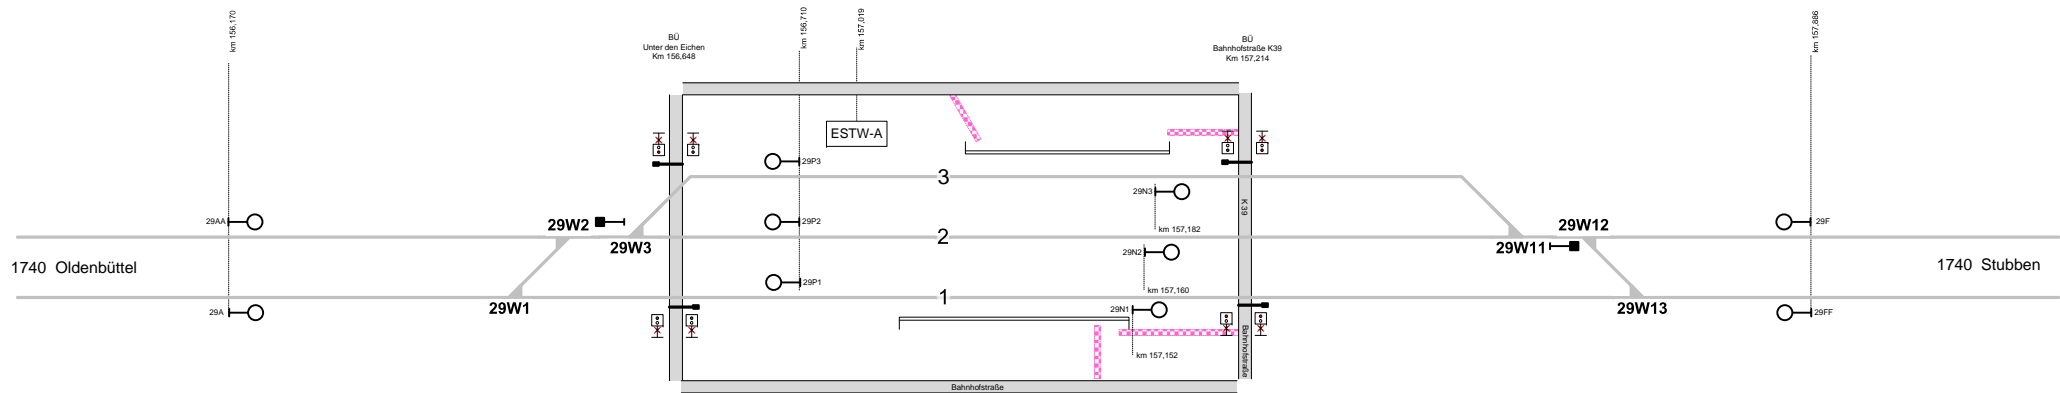 km 156,170
BÜ
Unter den Eichen
Km 156,648
km 156,710
km 157,019
BÜ
Bahnhofstraße K39
Km 157,214
km 157,886
ESTW-A
29P3
3
29N3
K 39
29AA
29W2
29P2
29W12
29F
km 157,182
29W3
2
29W11
29N2
1740 Oldenbüttel
1740 Stubben
29P1
km 157,160
1
29W1
29A
29N1
29W13
29FF
km 157,152
Bahnhofstraße
Bahnhofstraße